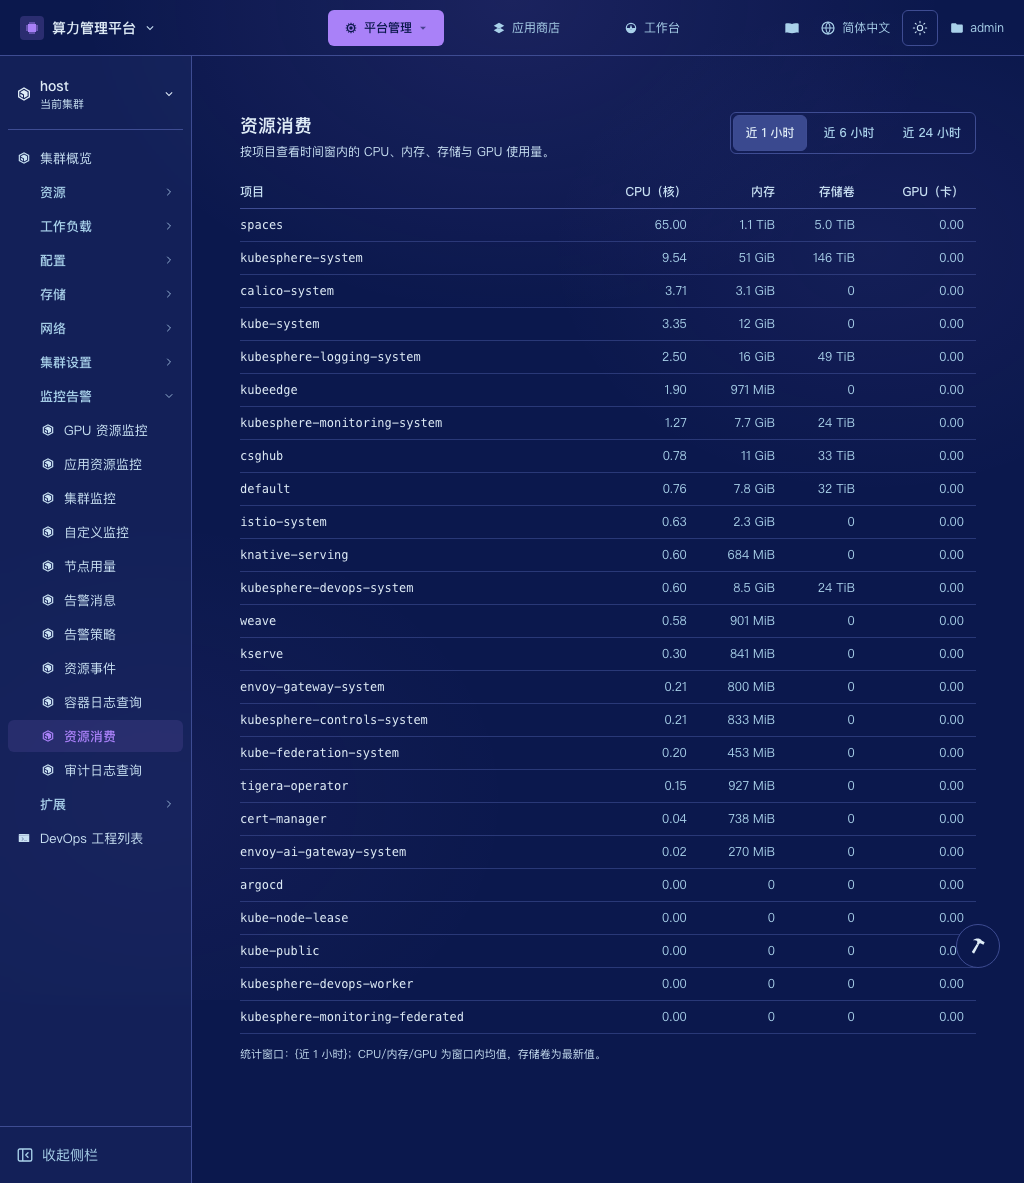 算力管理平台
平台管理
应用商店
工作台
简体中文
admin
host
当前集群
集群概览
资源
工作负载
配置
存储
网络
集群设置
监控告警
GPU 资源监控
应用资源监控
集群监控
自定义监控
节点用量
告警消息
告警策略
资源事件
容器日志查询
资源消费
审计日志查询
扩展
DevOps 工程列表
收起侧栏
资源消费
按项目查看时间窗内的 CPU、内存、存储与 GPU 使用量。
近 1 小时 近 6 小时 近 24 小时
项目 CPU（核） 内存 存储卷 GPU（卡）
spaces 65.00 1.1 TiB 5.0 TiB 0.00
kubesphere-system 9.54 51 GiB 146 TiB 0.00
calico-system 3.71 3.1 GiB 0 0.00
kube-system 3.35 12 GiB 0 0.00
kubesphere-logging-system 2.50 16 GiB 49 TiB 0.00
kubeedge 1.90 971 MiB 0 0.00
kubesphere-monitoring-system 1.27 7.7 GiB 24 TiB 0.00
csghub 0.78 11 GiB 33 TiB 0.00
default 0.76 7.8 GiB 32 TiB 0.00
istio-system 0.63 2.3 GiB 0 0.00
knative-serving 0.60 684 MiB 0 0.00
kubesphere-devops-system 0.60 8.5 GiB 24 TiB 0.00
weave 0.58 901 MiB 0 0.00
kserve 0.30 841 MiB 0 0.00
envoy-gateway-system 0.21 800 MiB 0 0.00
kubesphere-controls-system 0.21 833 MiB 0 0.00
kube-federation-system 0.20 453 MiB 0 0.00
tigera-operator 0.15 927 MiB 0 0.00
cert-manager 0.04 738 MiB 0 0.00
envoy-ai-gateway-system 0.02 270 MiB 0 0.00
argocd 0.00 0 0 0.00
kube-node-lease 0.00 0 0 0.00
kube-public 0.00 0 0 0.0
kubesphere-devops-worker 0.00 0 0 0.00
kubesphere-monitoring-federated 0.00 0 0 0.00
统计窗口：{近 1 小时}；CPU/内存/GPU 为窗口内均值，存储卷为最新值。